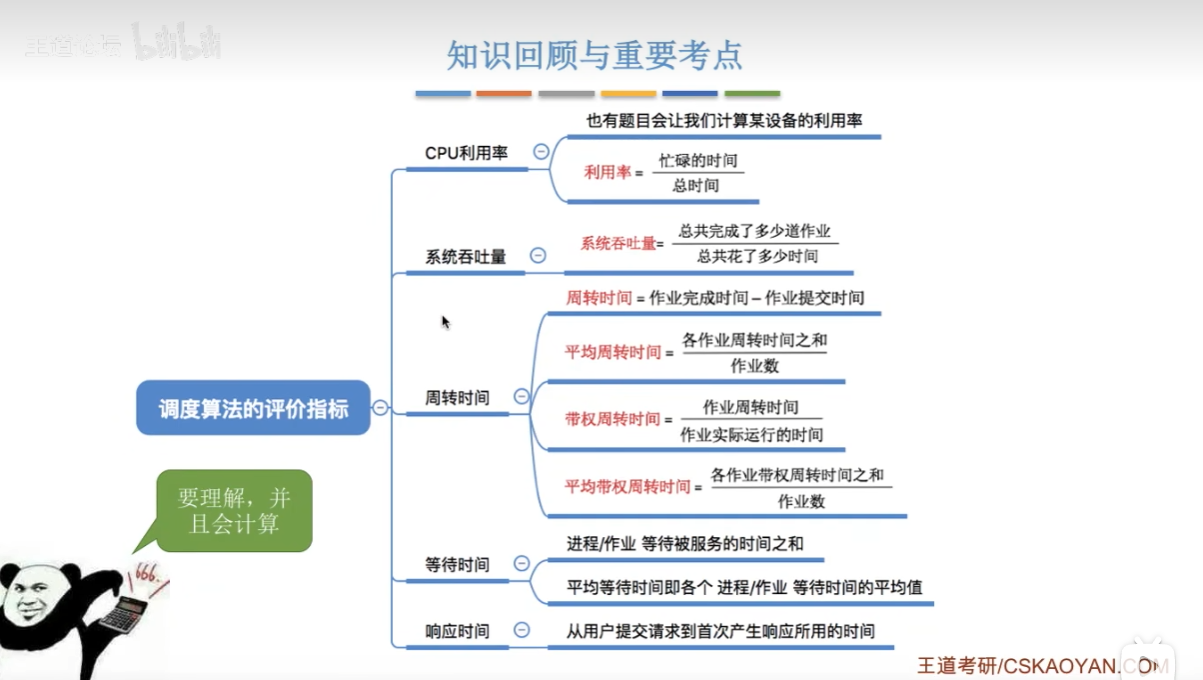 王道论坛 bilibili
知识回顾与重要考点
也有题目会让我们计算某设备的利用率
CPU利用率
利用率 = 忙碌的时间
总时间
系统吞吐量
系统吞吐量= 总共完成了多少道作业
总共花了多少时间
周转时间 = 作业完成时间 – 作业提交时间
平均周转时间 = 各作业周转时间之和
作业数
周转时间
调度算法的评价指标
带权周转时间 = 作业周转时间
作业实际运行的时间
平均带权周转时间 = 各作业带权周转时间之和
作业数
要理解，并
且会计算
666.
等待时间
进程/作业 等待被服务的时间之和
平均等待时间即各个 进程/作业 等待时间的平均值
响应时间
从用户提交请求到首次产生响应所用的时间
王道考研/CSKAOYAN.COM